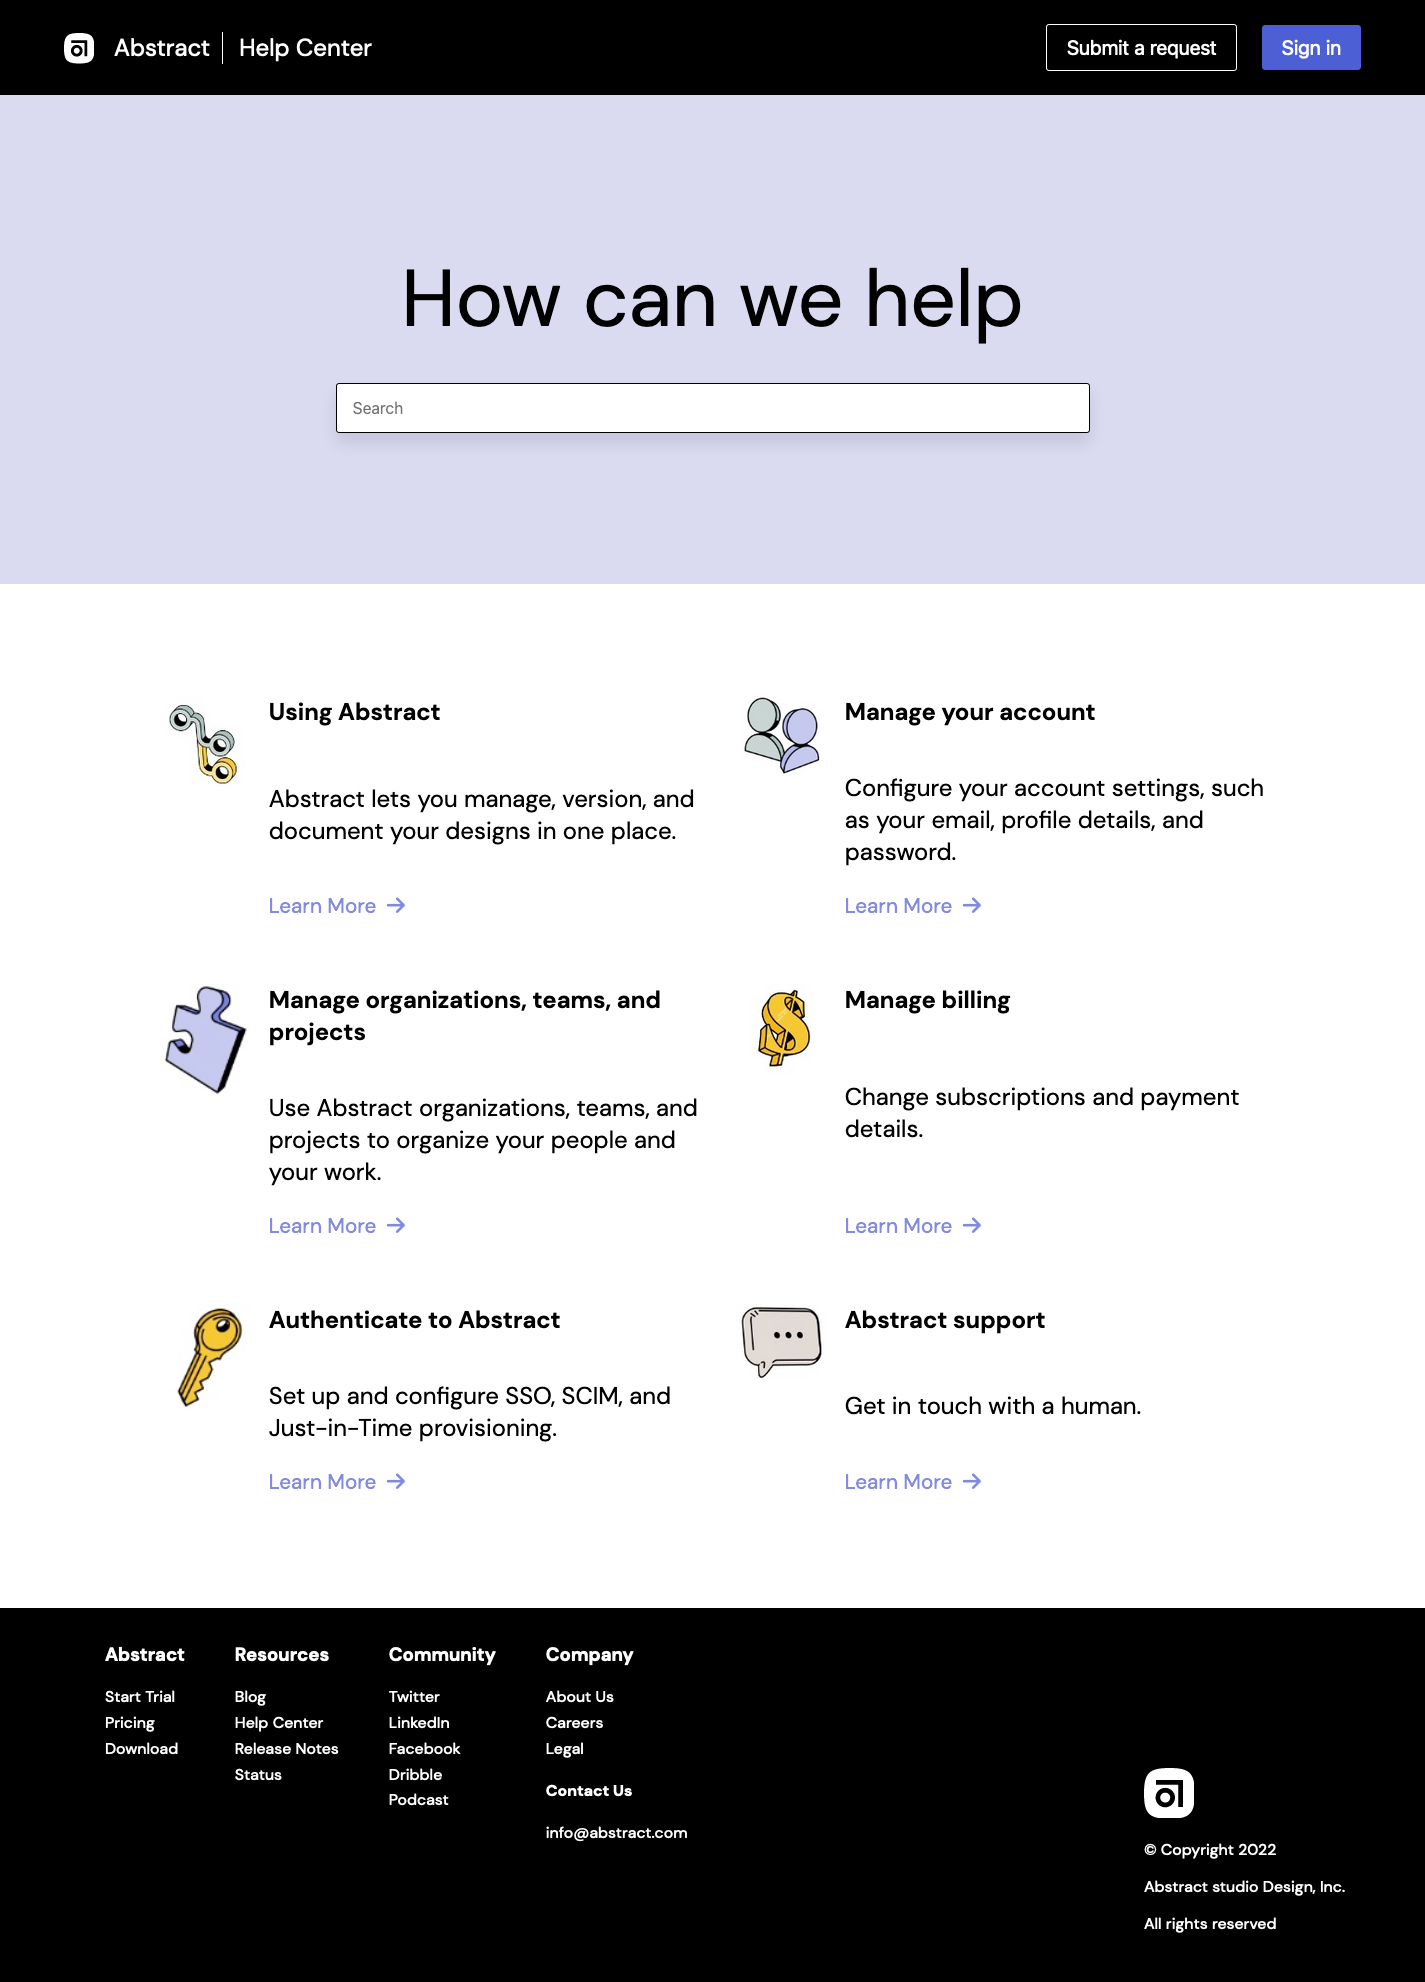 Abstract
Help Center
Submit a request
Sign in
How can we help
Search
Using Abstract
Abstract lets you manage, version, and
document your designs in one place.
Learn More
Manage your account
Configure your account settings, such
as your email, profile details, and
password.
Learn More
Manage organizations, teams, and
projects
Use Abstract organizations, teams, and
projects to organize your people and
your work.
Learn More
Manage billing
Change subscriptions and payment
details.
Learn More
Authenticate to Abstract
Set up and configure SSO, SCIM, and
Just-in-Time provisioning.
Learn More
Abstract support
Get in touch with a human.
Learn More
Abstract
Start Trial
Pricing
Download
Resources
Blog
Help Center
Release Notes
Status
Community
Twitter
LinkedIn
Facebook
Dribble
Podcast
Company
About Us
Careers
Legal
Contact Us
info@abstract.com
© Copyright 2022
Abstract studio Design, Inc.
All rights reserved